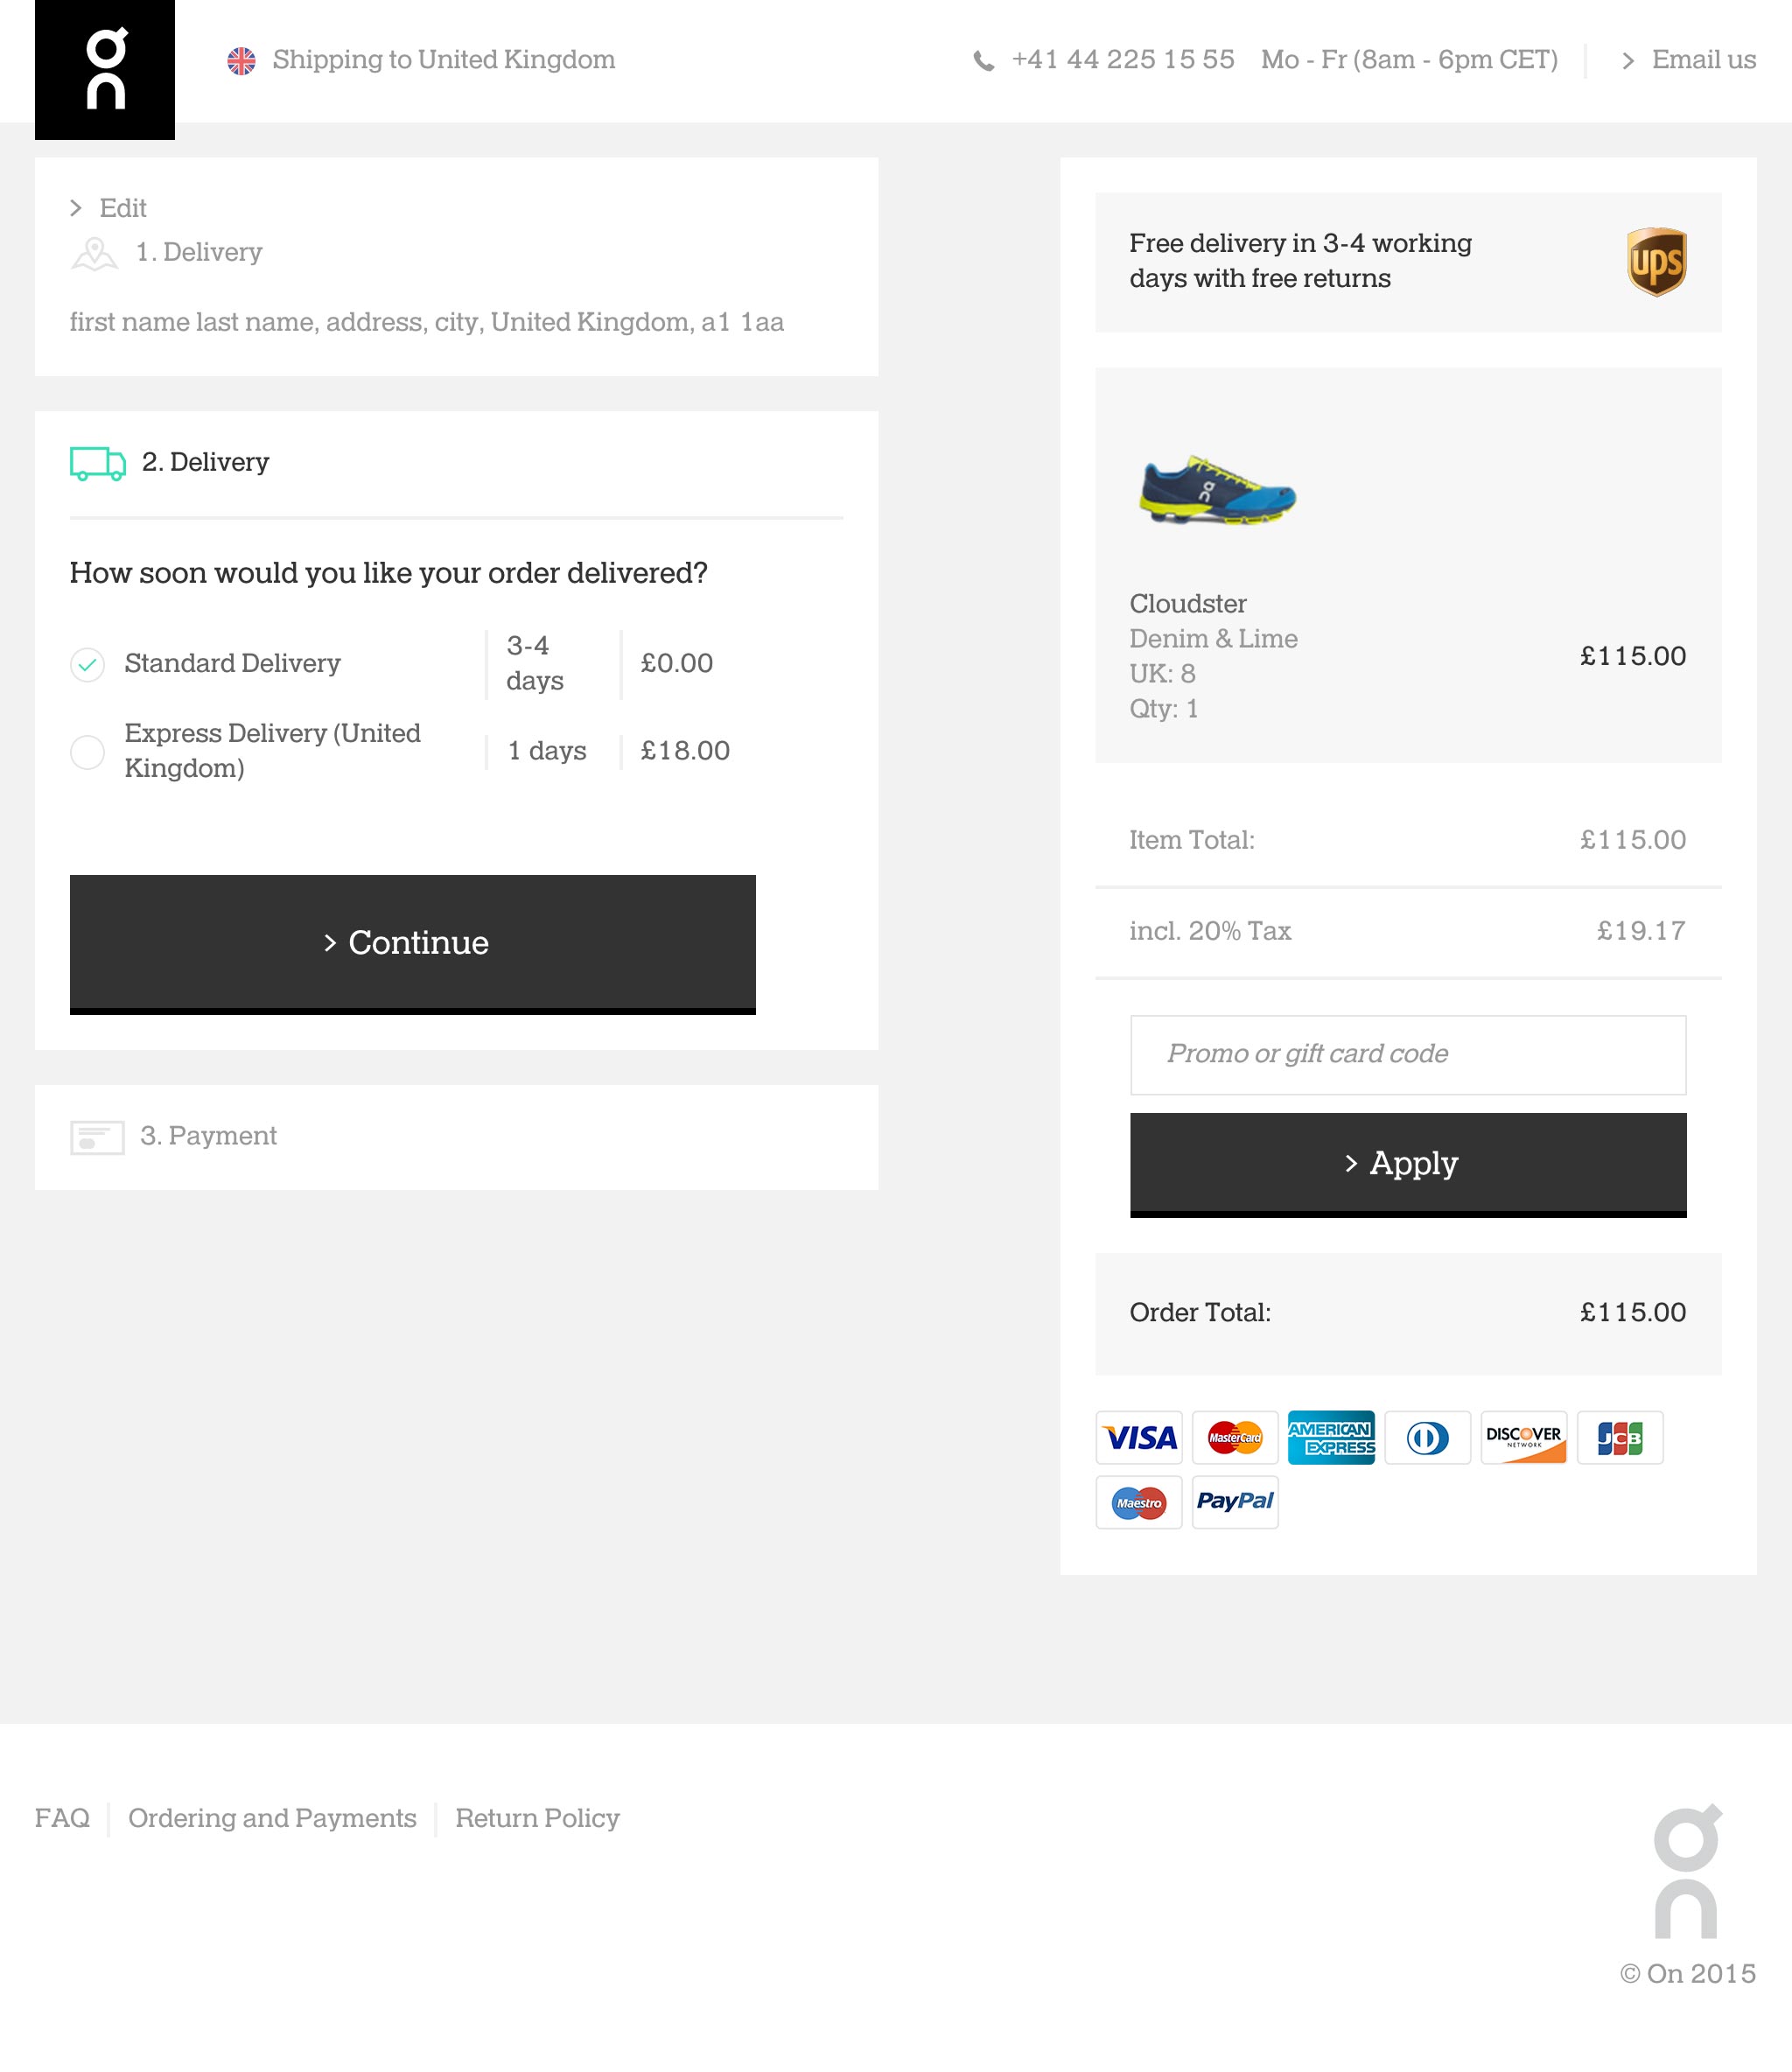 on
Shipping to United Kingdom
+41 44 225 15 55 Mo - Fr (8am - 6pm CET)
> Email us
> Edit
1. Delivery
first name last name, address, city, United Kingdom, a1 1aa
2. Delivery
How soon would you like your order delivered?
Standard Delivery
3-4
days
£0.00
Express Delivery (United
Kingdom)
1 days
£18.00
> Continue
3. Payment
Free delivery in 3-4 working
days with free returns
ups
Cloudster
Denim & Lime
UK: 8
Qty: 1
£115.00
Item Total: £115.00
incl. 20% Tax £19.17
Promo or gift card code
> Apply
Order Total: £115.00
VISA
MasterCard
AMERICAN
EXPRESS
DISCOVER
NETWORK
JCB
Maestro
PayPal
FAQ
Ordering and Payments
Return Policy
on
© On 2015